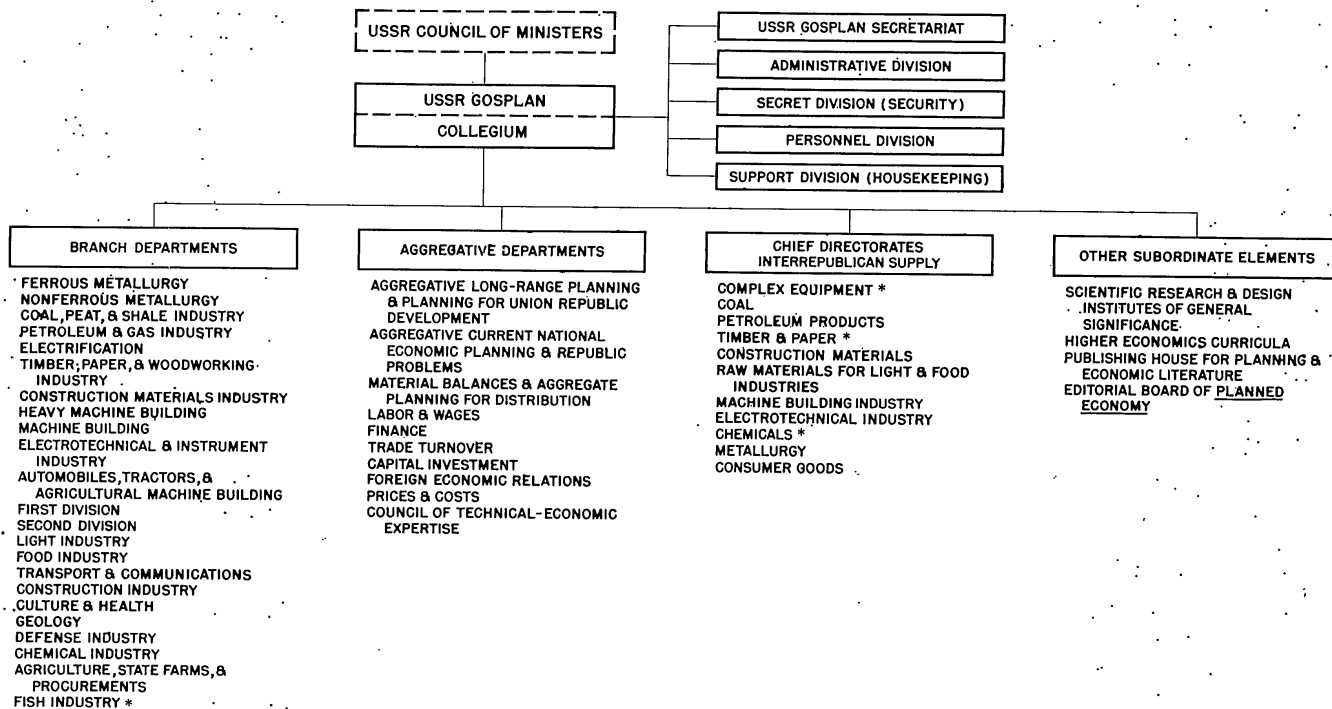 USSR COUNCIL OF MINISTERS
USSR GOSPLAN
COLLEGIUM
USSR GOSPLAN SECRETARIAT
ADMINISTRATIVE DIVISION
SECRET DIVISION (SECURITY)
PERSONNEL DIVISION
SUPPORT DIVISION (HOUSEKEEPING)
BRANCH DEPARTMENTS
FERROUS METALLURGY
NONFERROUS METALLURGY
COAL, PEAT, & SHALE INDUSTRY
PETROLEUM & GAS INDUSTRY
ELECTRIFICATION
TIMBER, PAPER, & WOODWORKING
INDUSTRY
CONSTRUCTION MATERIALS INDUSTRY
HEAVY MACHINE BUILDING
MACHINE BUILDING
ELECTROTECHNICAL & INSTRUMENT
INDUSTRY
AUTOMOBILES, TRACTORS, &
AGRICULTURAL MACHINE BUILDING
FIRST DIVISION
SECOND DIVISION
LIGHT INDUSTRY
FOOD INDUSTRY
TRANSPORT & COMMUNICATIONS
CONSTRUCTION INDUSTRY
CULTURE & HEALTH
GEOLOGY
DEFENSE INDUSTRY
CHEMICAL INDUSTRY
AGRICULTURE, STATE FARMS, &
PROCUREMENTS
FISH INDUSTRY *
AGGREGATIVE DEPARTMENTS
AGGREGATIVE LONG-RANGE PLANNING
& PLANNING FOR UNION REPUBLIC
DEVELOPMENT
AGGREGATIVE CURRENT NATIONAL
ECONOMIC PLANNING & REPUBLIC
PROBLEMS
MATERIAL BALANCES & AGGREGATE
PLANNING FOR DISTRIBUTION
LABOR & WAGES
FINANCE
TRADE TURNOVER
CAPITAL INVESTMENT
FOREIGN ECONOMIC RELATIONS
PRICES & COSTS
COUNCIL OF TECHNICAL-ECONOMIC
EXPERTISE
CHIEF DIRECTORATES
INTERREPUBLICAN SUPPLY
COMPLEX EQUIPMENT *
COAL
PETROLEUM PRODUCTS
TIMBER & PAPER *
CONSTRUCTION MATERIALS
RAW MATERIALS FOR LIGHT & FOOD
INDUSTRIES
MACHINE BUILDING INDUSTRY
ELECTROTECHNICAL INDUSTRY
CHEMICALS *
METALLURGY
CONSUMER GOODS
OTHER SUBORDINATE ELEMENTS
SCIENTIFIC RESEARCH & DESIGN
INSTITUTES OF GENERAL
SIGNIFICANCE
HIGHER ECONOMICS CURRICULA
PUBLISHING HOUSE FOR PLANNING &
ECONOMIC LITERATURE
EDITORIAL BOARD OF PLANNED
ECONOMY